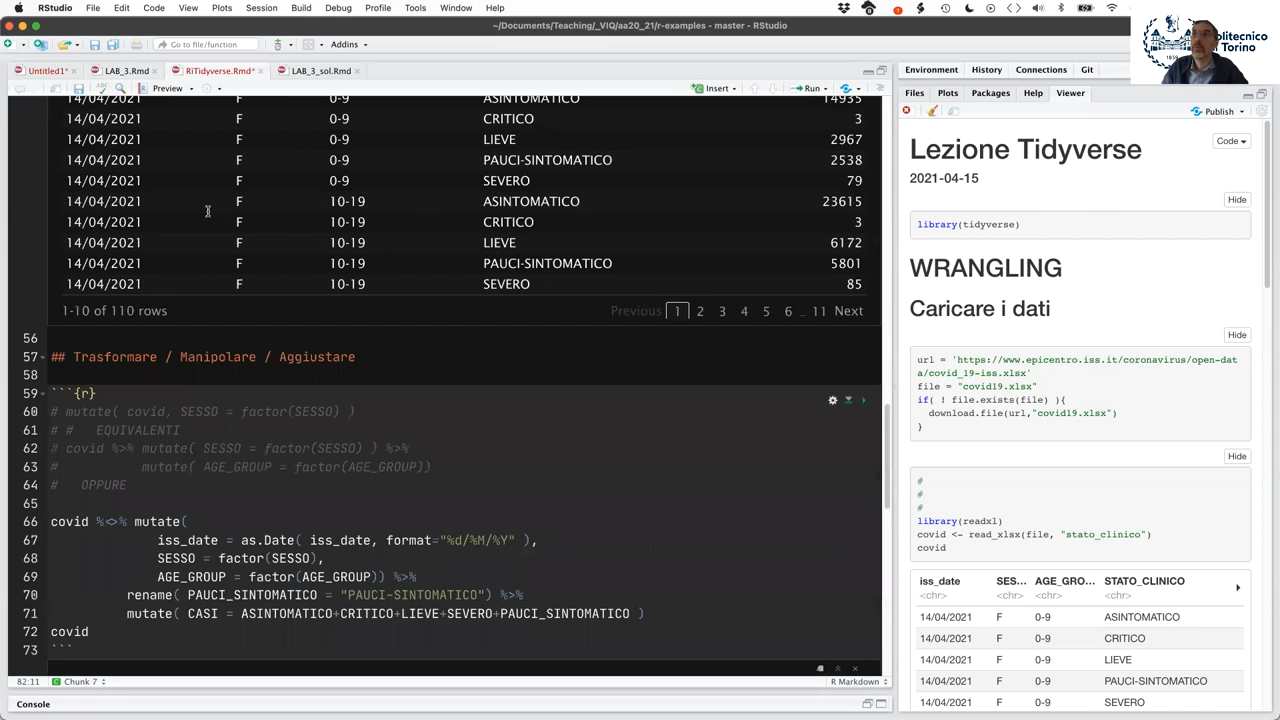 RStudio File Edit Code View Plots Session Build Debug Profile Tools Window Help
~/Documents/Teaching/_VIQ/aa20_21/r-examples - master - RStudio
Go to file/function Addins
Politecnico di Torino
1859
Untitled1* LAB_3.Rmd RiTidyverse.Rmd* LAB_3_sol.Rmd
Preview Insert Run
14/04/2021 F 0-9 ASINTOMATICO 14935
14/04/2021 F 0-9 CRITICO 3
14/04/2021 F 0-9 LIEVE 2967
14/04/2021 F 0-9 PAUCI-SINTOMATICO 2538
14/04/2021 F 0-9 SEVERO 79
14/04/2021 F 10-19 ASINTOMATICO 23615
14/04/2021 F 10-19 CRITICO 3
14/04/2021 F 10-19 LIEVE 6172
14/04/2021 F 10-19 PAUCI-SINTOMATICO 5801
14/04/2021 F 10-19 SEVERO 85
1-10 of 110 rows Previous 1 2 3 4 5 6 ... 11 Next
56
57 ## Trasformare / Manipolare / Aggiustare
58
59 ```{r}
60 # mutate( covid, SESSO = factor(SESSO) )
61 # # EQUIVALENTI
62 # covid %>% mutate( SESSO = factor(SESSO) ) %>%
63 # mutate( AGE_GROUP = factor(AGE_GROUP))
64 # OPPURE
65
66 covid %<>% mutate(
67 iss_date = as.Date( iss_date, format="%d/%M/%Y" ),
68 SESSO = factor(SESSO),
69 AGE_GROUP = factor(AGE_GROUP)) %>%
70 rename( PAUCI_SINTOMATICO = "PAUCI-SINTOMATICO") %>%
71 mutate( CASI = ASINTOMATICO+CRITICO+LIEVE+SEVERO+PAUCI_SINTOMATICO )
72 covid
73 ```
82:11 Chunk 7 R Markdown
Console
Environment History Connections Git
Files Plots Packages Help Viewer
Publish
Lezione Tidyverse
Code
2021-04-15
Hide
library(tidyverse)
WRANGLING
Caricare i dati
Hide
url = 'https://www.epicentro.iss.it/coronavirus/open-dat
a/covid_19-iss.xlsx'
file = "covid19.xlsx"
if( ! file.exists(file) ){
download.file(url,"covid19.xlsx")
}
Hide
#
#
#
library(readxl)
covid <- read_xlsx(file, "stato_clinico")
covid
iss_date SES... AGE_GRO... STATO_CLINICO
<chr> <chr> <chr> <chr>
14/04/2021 F 0-9 ASINTOMATICO
14/04/2021 F 0-9 CRITICO
14/04/2021 F 0-9 LIEVE
14/04/2021 F 0-9 PAUCI-SINTOMATICO
14/04/2021 F 0-9 SEVERO